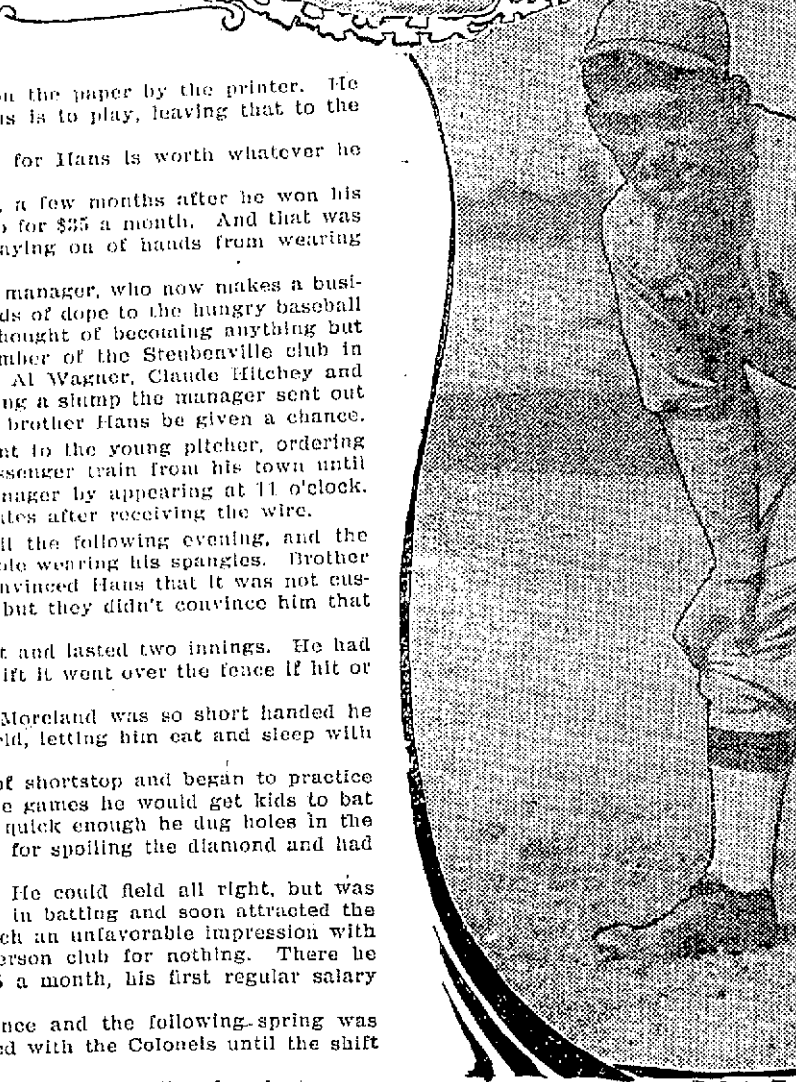 on the paper by the printer. He
is to play, leaving that to the
for Hans is worth whatever he
a few months after he won his
for $35 a month. And that was
laying on of hands from wearing
manager, who now makes a busi-
ds of dope to the hungry baseball
thought of becoming anything but
mber of the Steubenville club in
Al Wagner, Claude Hitchey and
ng a slump the manager sent out
brother Hans be given a chance.
nt to the young pitcher, ordering
ssenger train from his town until
nager by appearing at 11 o'clock,
utes after receiving the wire.
ll the following evening, and the
ole wearing his spangles. Brother
nvinced Hans that it was not cus-
but they didn't convince him that
t and lasted two innings. He had
ift it went over the fence if hit or
Moreland was so short handed he
eld, letting him eat and sleep with
of shortstop and began to practice
e games he would get kids to bat
quick enough he dug holes in the
for spoiling the diamond and had
He could field all right, but was
in batting and soon attracted the
ch an unfavorable impression with
erson club for nothing. There he
5 a month, his first regular salary
nce and the following spring was
ed with the Colonels until the shift